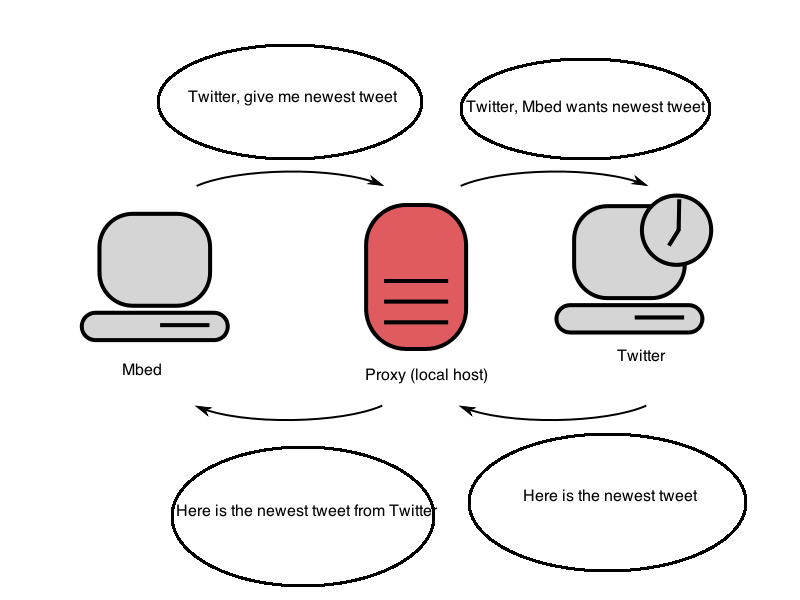 Twitter, give me newest tweet
Twitter, Mbed wants newest tweet
Mbed
Proxy (local host)
Twitter
Here is the newest tweet from Twitter
Here is the newest tweet